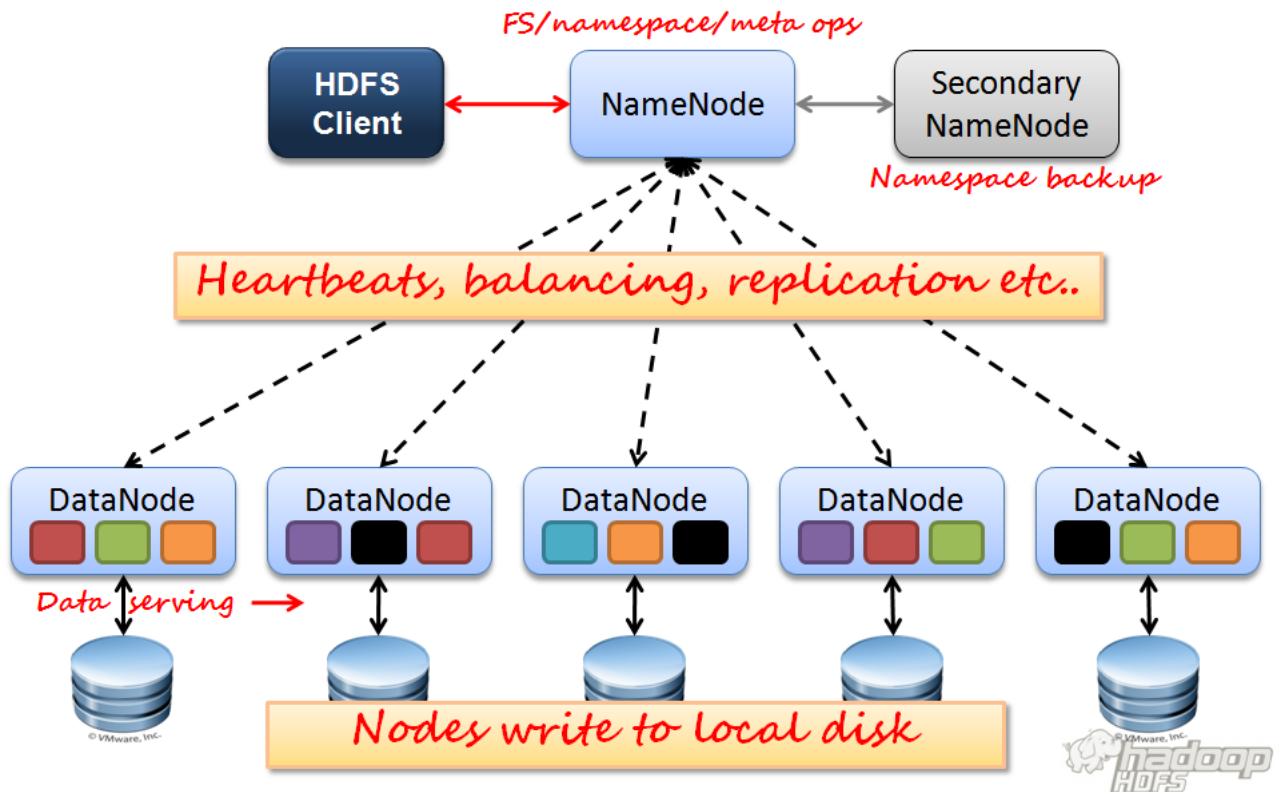 FS/namespace/meta ops
HDFS
Client
NameNode
Secondary
NameNode
Namespace backup
Heartbeats, balancing, replication etc..
DataNode
DataNode
DataNode
DataNode
DataNode
Data serving
Nodes write to local disk
© VMware, Inc.
© VMware, Inc.
hadoop
HDFS